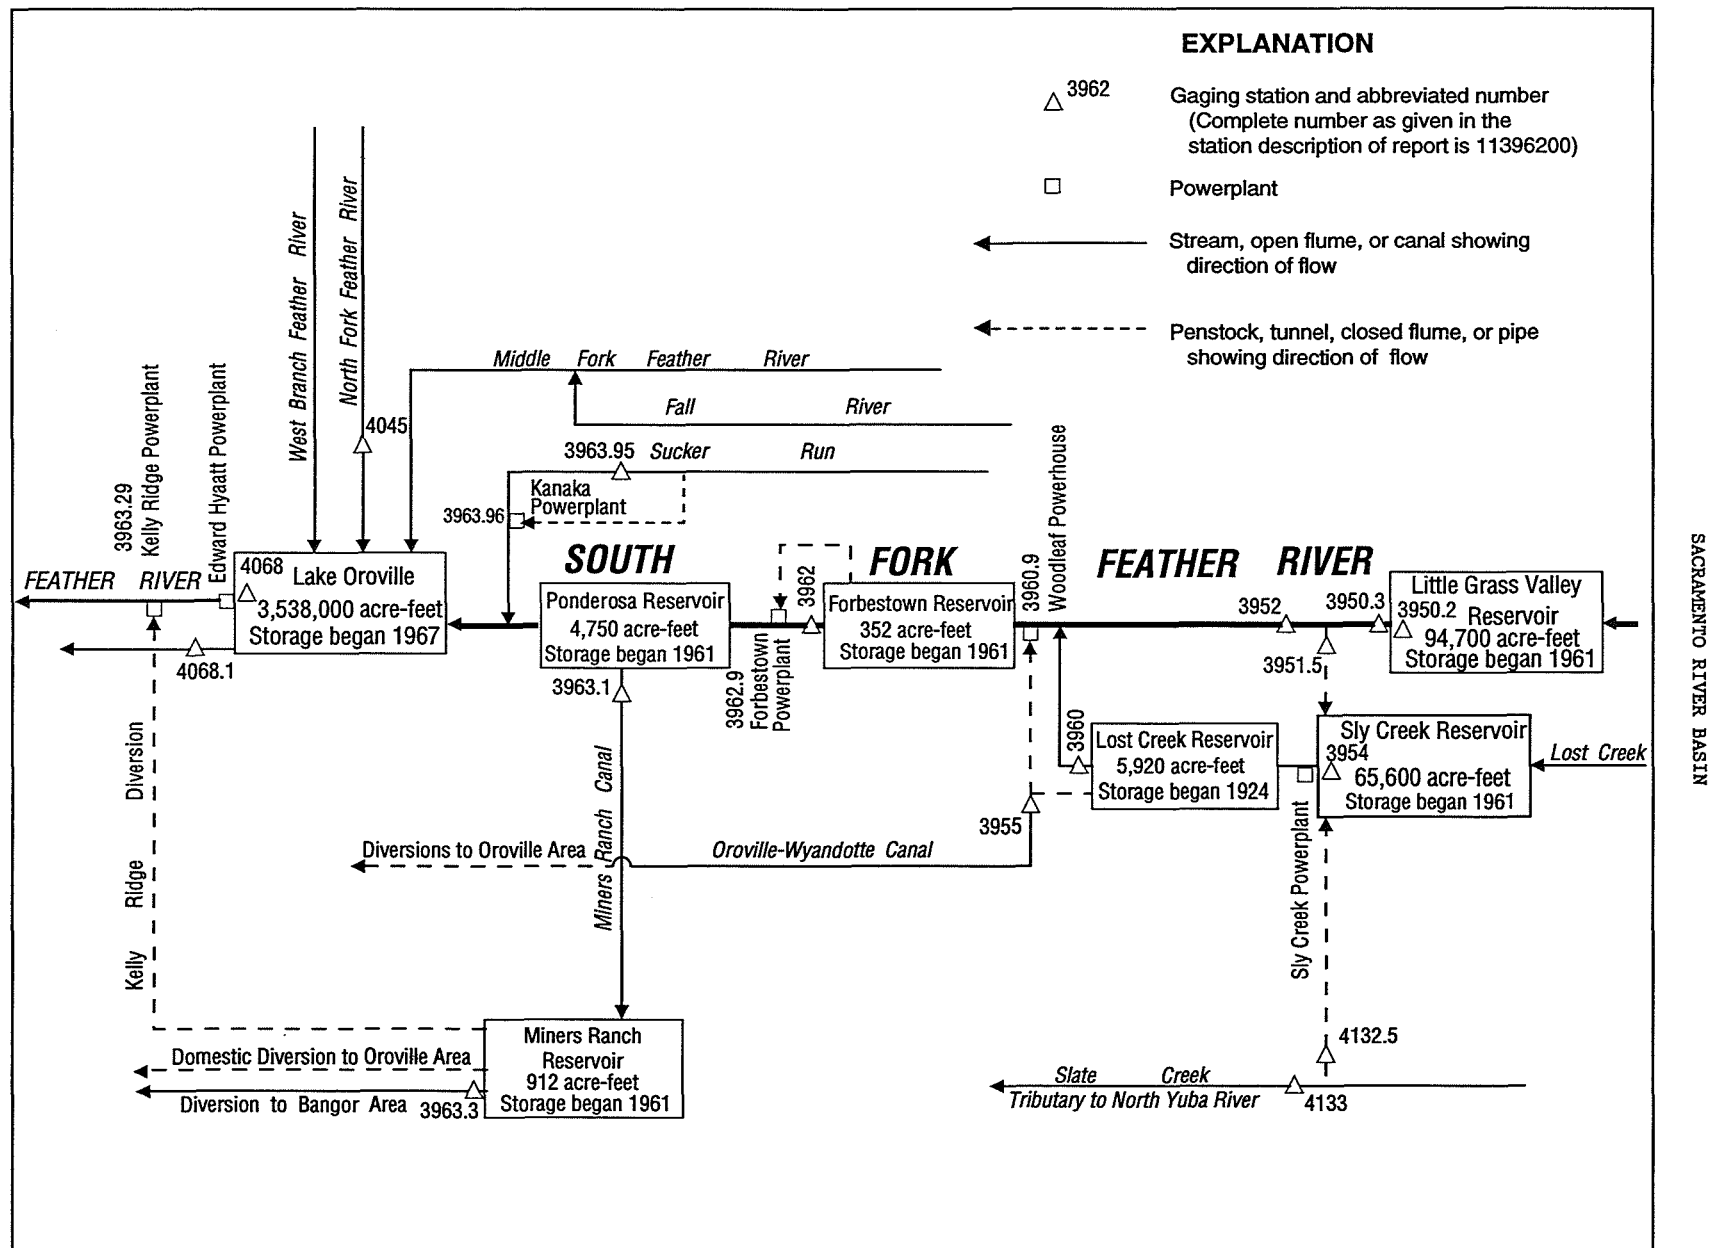 EXPLANATION
3962
Gaging station and abbreviated number
(Complete number as given in the
station description of report is 11396200)
Powerplant
Stream, open flume, or canal showing
direction of flow
Penstock, tunnel, closed flume, or pipe
showing direction of flow
West Branch Feather River
North Fork Feather River
4045
Middle Fork Feather River
Fall River
3963.95 Sucker Run
Kanaka
Powerplant
3963.96
3963.29
Kelly Ridge Powerplant
Edward Hyaatt Powerplant
FEATHER RIVER
4068
Lake Oroville
3,538,000 acre-feet
Storage began 1967
4068.1
SOUTH FORK FEATHER RIVER
Ponderosa Reservoir
4,750 acre-feet
Storage began 1961
3963.1
3962.9
Forbestown
Powerplant
3962
Forbestown Reservoir
352 acre-feet
Storage began 1961
3960.9
Woodleaf Powerhouse
3952
3950.3
3951.5
Little Grass Valley
3950.2 Reservoir
94,700 acre-feet
Storage began 1961
3960
Lost Creek Reservoir
5,920 acre-feet
Storage began 1924
Sly Creek Reservoir
3954
65,600 acre-feet
Storage began 1961
Lost Creek
3955
Sly Creek Powerplant
Diversions to Oroville Area
Oroville-Wyandotte Canal
Miners Ranch Canal
Kelly Ridge Diversion
Miners Ranch
Reservoir
912 acre-feet
Storage began 1961
Domestic Diversion to Oroville Area
Diversion to Bangor Area 3963.3
4132.5
Slate Creek
Tributary to North Yuba River
4133
SACRAMENTO RIVER BASIN